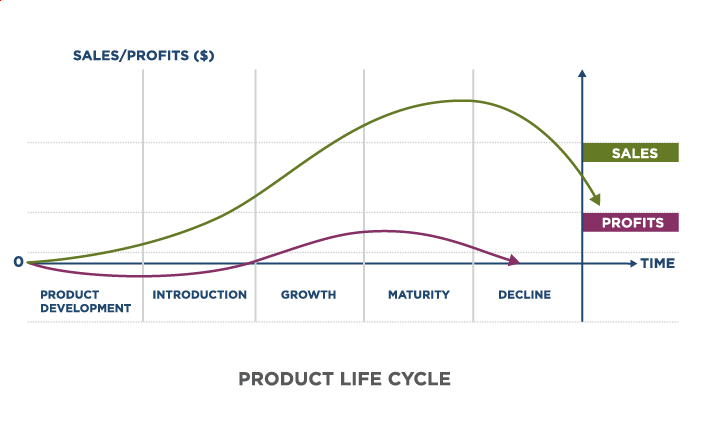 SALES/PROFITS ($)
SALES
PROFITS
0
TIME
PRODUCT
DEVELOPMENT
INTRODUCTION
GROWTH
MATURITY
DECLINE
PRODUCT LIFE CYCLE